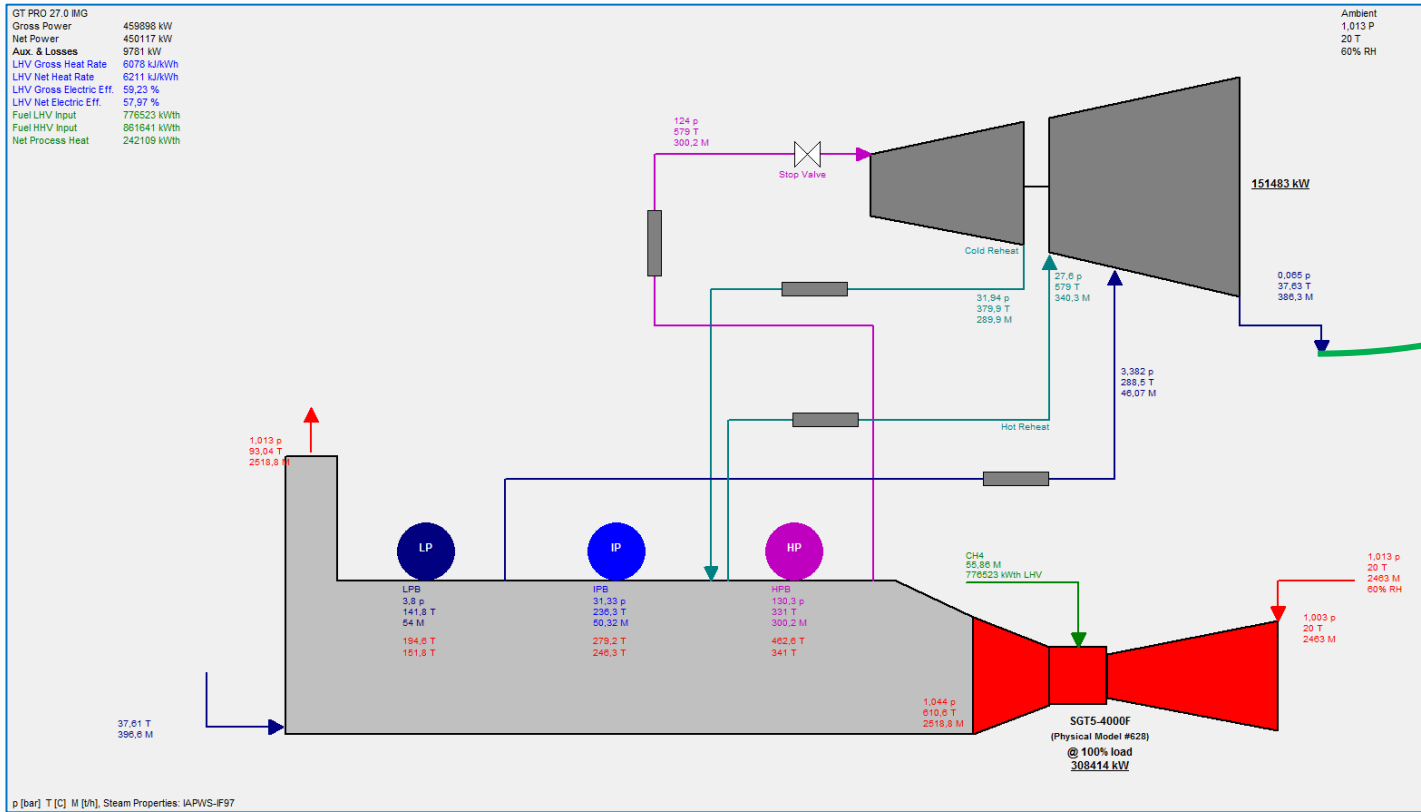 GT PRO 27.0 IMG
Gross Power 459898 kW
Net Power 450117 kW
Aux. & Losses 9781 kW
LHV Gross Heat Rate 6078 kJ/kWh
LHV Net Heat Rate 6211 kJ/kWh
LHV Gross Electric Eff. 59,23 %
LHV Net Electric Eff. 57,97 %
Fuel LHV Input 776523 kWth
Fuel HHV Input 861641 kWth
Net Process Heat 242109 kWth
Ambient
1,013 P
20 T
60% RH
124 p
579 T
300,2 M
Stop Valve
151483 kW
Cold Reheat
31,94 p
379,9 T
289,9 M
27,6 p
579 T
340,3 M
0,065 p
37,63 T
386,3 M
3,382 p
288,5 T
46,07 M
Hot Reheat
1,013 p
93,04 T
2518,8 M
LP
IP
HP
LPB
3,8 p
141,8 T
54 M
194,6 T
151,8 T
IPB
31,33 p
236,3 T
50,32 M
279,2 T
246,3 T
HPB
130,3 p
331 T
300,2 M
462,6 T
341 T
CH4
55,86 M
776523 kWth LHV
1,013 p
20 T
2463 M
60% RH
1,003 p
20 T
2463 M
1,044 p
610,6 T
2518,8 M
37,61 T
396,6 M
SGT5-4000F
(Physical Model #628)
@ 100% load
308414 kW
p [bar] T [C] M [t/h], Steam Properties: IAPWS-IF97